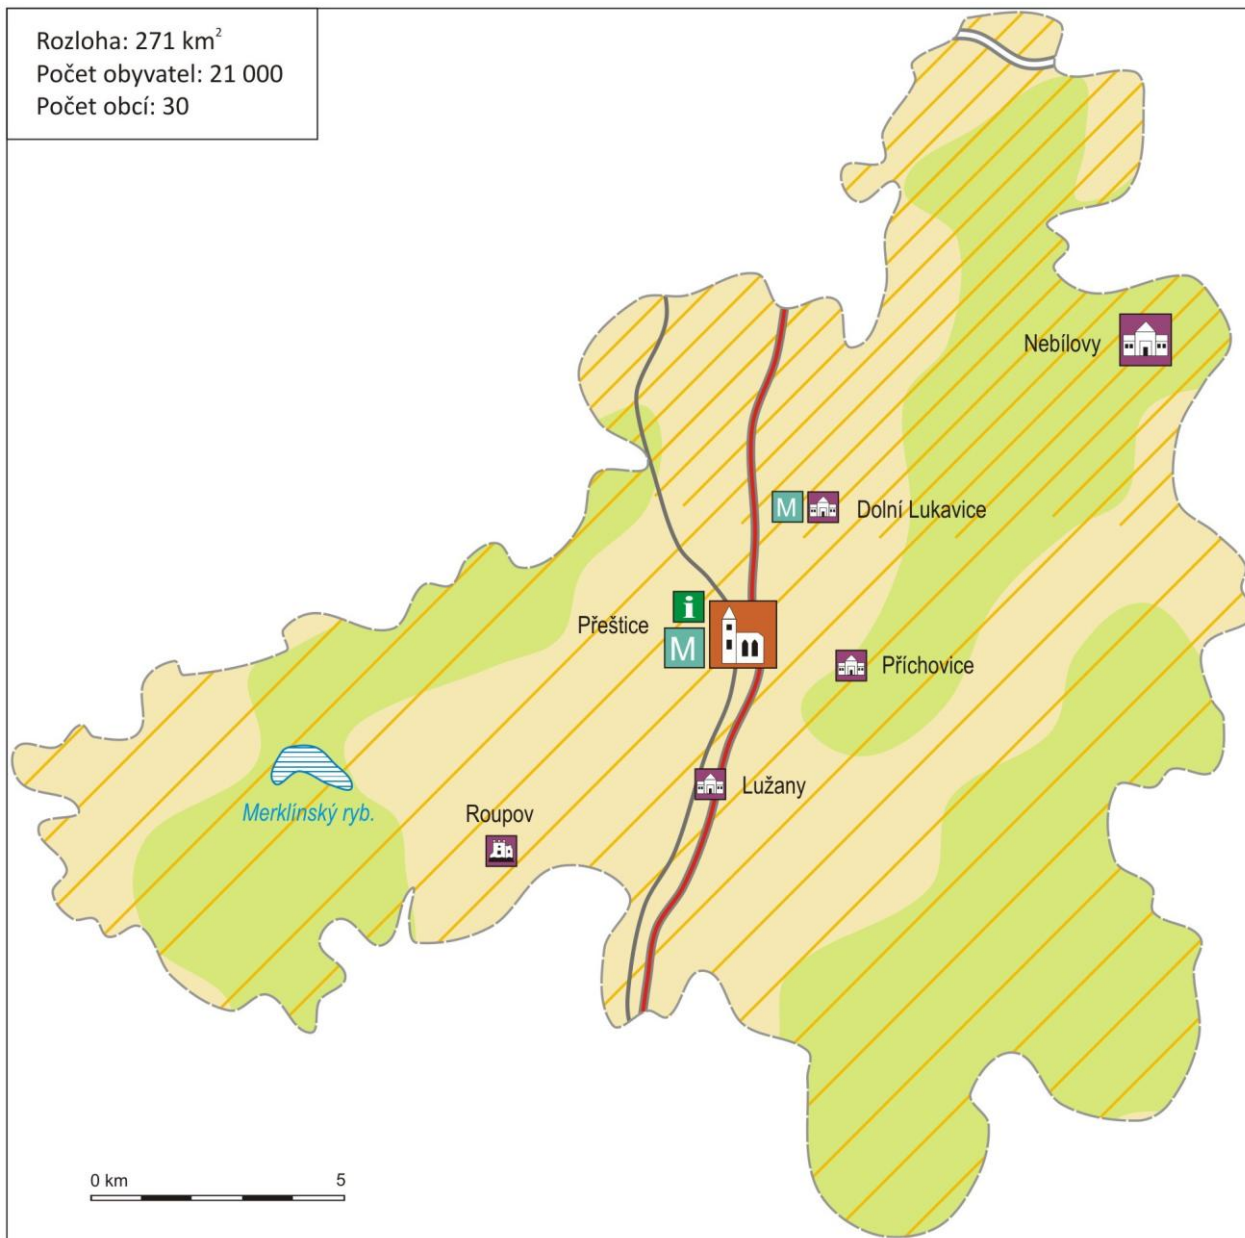 Rozloha: 271 km²
Počet obyvatel: 21 000
Počet obcí: 30
Nebílovy
M
Dolní Lukavice
i
Přeštice
M
Příchovice
Lužany
Merklínský ryb.
Roupov
0 km 5